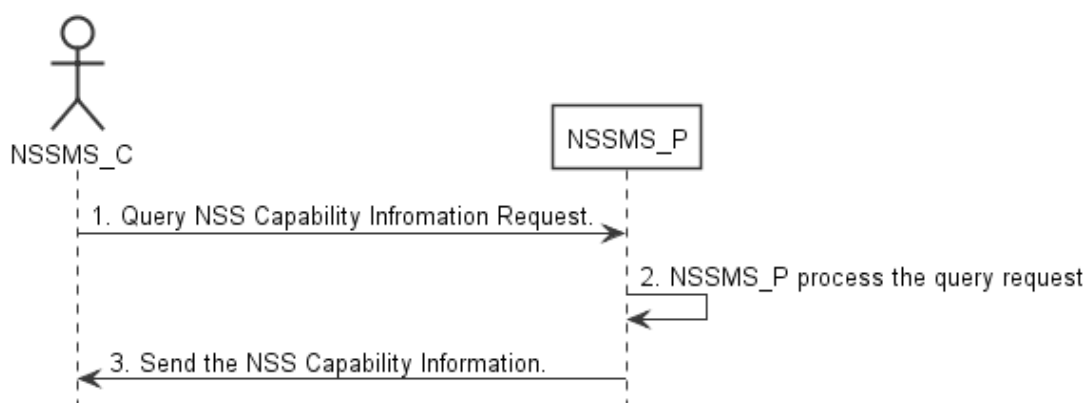 NSSMS_C
NSSMS_P
1. Query NSS Capability Infromation Request.
2. NSSMS_P process the query request
3. Send the NSS Capability Information.